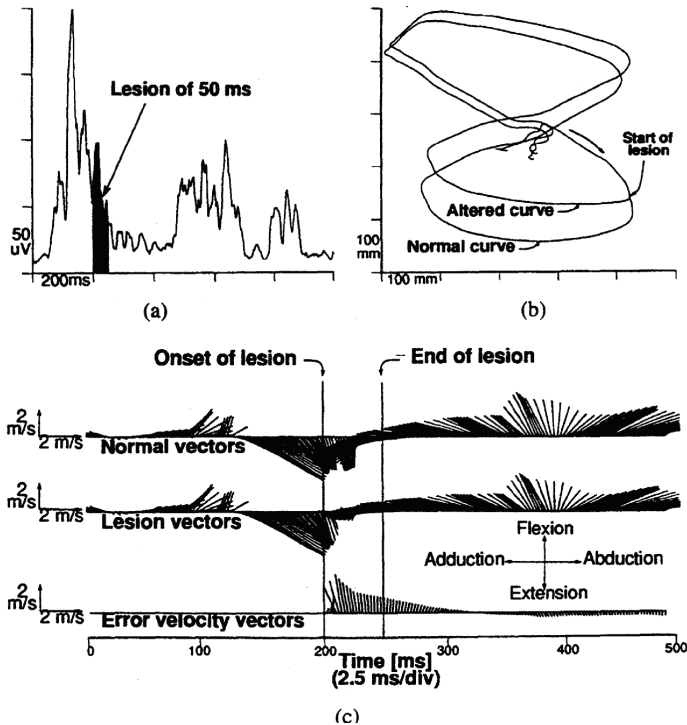 Lesion of 50 ms
50
uV
200ms
(a)
Start of
lesion
Altered curve
Normal curve
100
mm
100 mm
(b)
Onset of lesion
End of lesion
2
m/s
2 m/s
Normal vectors
2
m/s
2 m/s
Lesion vectors
Flexion
Adduction
Abduction
Extension
2
m/s
2 m/s
Error velocity vectors
0
100
200
300
400
500
Time [ms]
(2.5 ms/div)
(c)